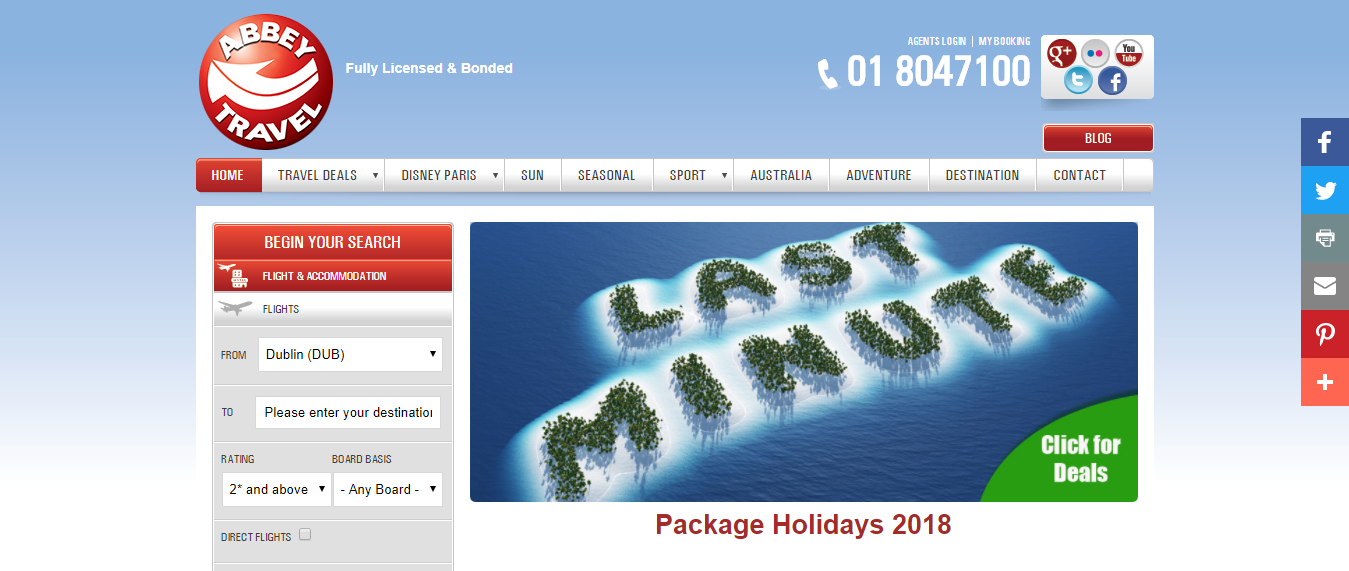 ABBEY
TRAVEL
Fully Licensed & Bonded
AGENTS LOGIN | MY BOOKING
01 8047100
g+
You
Tube
t
f
BLOG
HOME
TRAVEL DEALS
DISNEY PARIS
SUN
SEASONAL
SPORT
AUSTRALIA
ADVENTURE
DESTINATION
CONTACT
BEGIN YOUR SEARCH
FLIGHT & ACCOMMODATION
FLIGHTS
FROM
Dublin (DUB)
TO
Please enter your destination
RATING
BOARD BASIS
2* and above
- Any Board -
DIRECT FLIGHTS
LAST
MINUTE
Click for
Deals
Package Holidays 2018